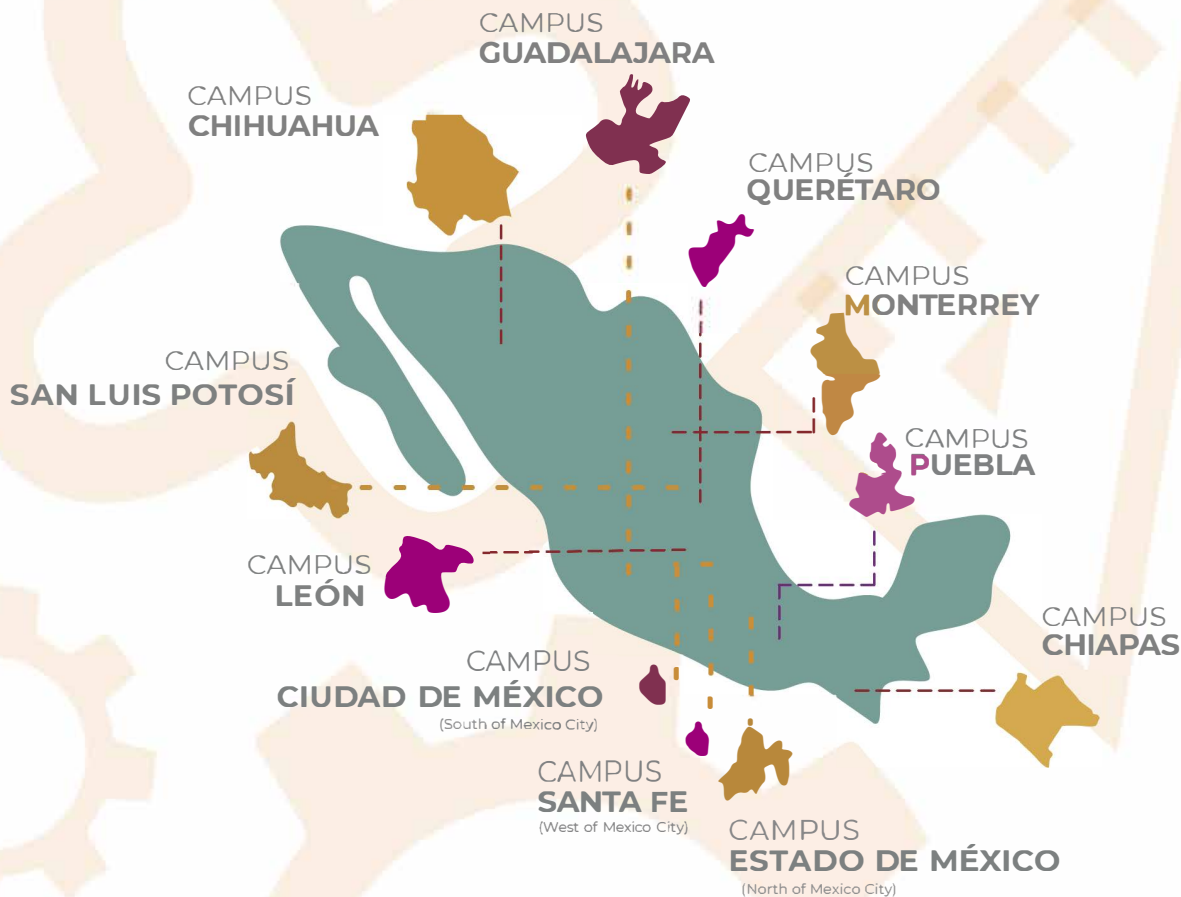 CAMPUS
GUADALAJARA
CAMPUS
CHIHUAHUA
CAMPUS
QUERÉTARO
CAMPUS
MONTERREY
CAMPUS
SAN LUIS POTOSÍ
CAMPUS
PUEBLA
CAMPUS
LEÓN
CAMPUS
CHIAPAS
CAMPUS
CIUDAD DE MÉXICO
(South of Mexico City)
CAMPUS
SANTA FE
(West of Mexico City)
CAMPUS
ESTADO DE MÉXICO
(North of Mexico City)